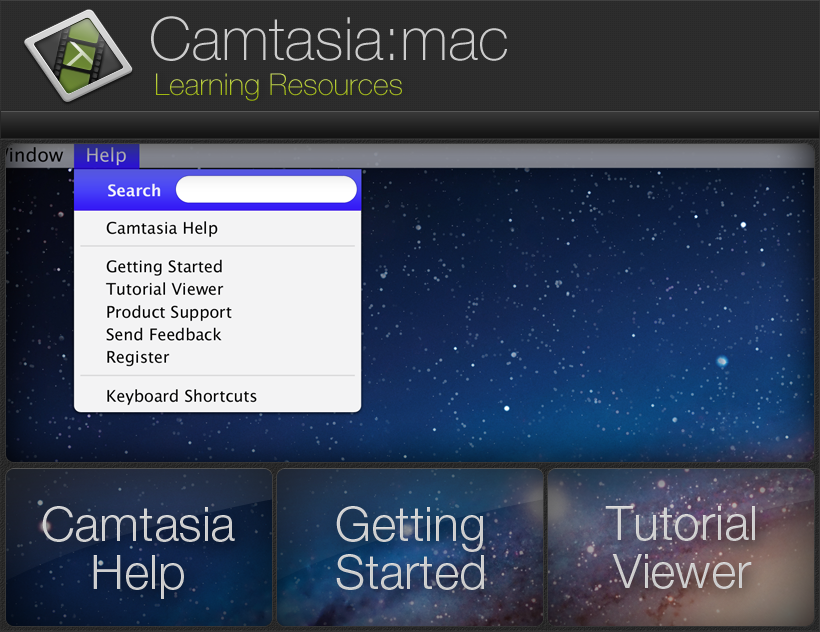 Camtasia:mac
Learning Resources
indow Help
Search
Camtasia Help
Getting Started
Tutorial Viewer
Product Support
Send Feedback
Register
Keyboard Shortcuts
Camtasia
Help
Getting
Started
Tutorial
Viewer